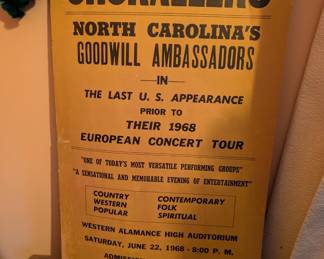 NORTH CAROLINA'S
GOODWILL AMBASSADORS
—IN—
THE LAST U. S. APPEARANCE
PRIOR TO
THEIR 1968
EUROPEAN CONCERT TOUR
"ONE OF TODAY'S MOST VERSATILE PERFORMING GROUPS"
"A SENSATIONAL AND MEMORABLE EVENING OF ENTERTAINMENT"
COUNTRY CONTEMPORARY
WESTERN FOLK
POPULAR SPIRITUAL
WESTERN ALAMANCE HIGH AUDITORIUM
SATURDAY, JUNE 22, 1968 - 8:00 P. M.